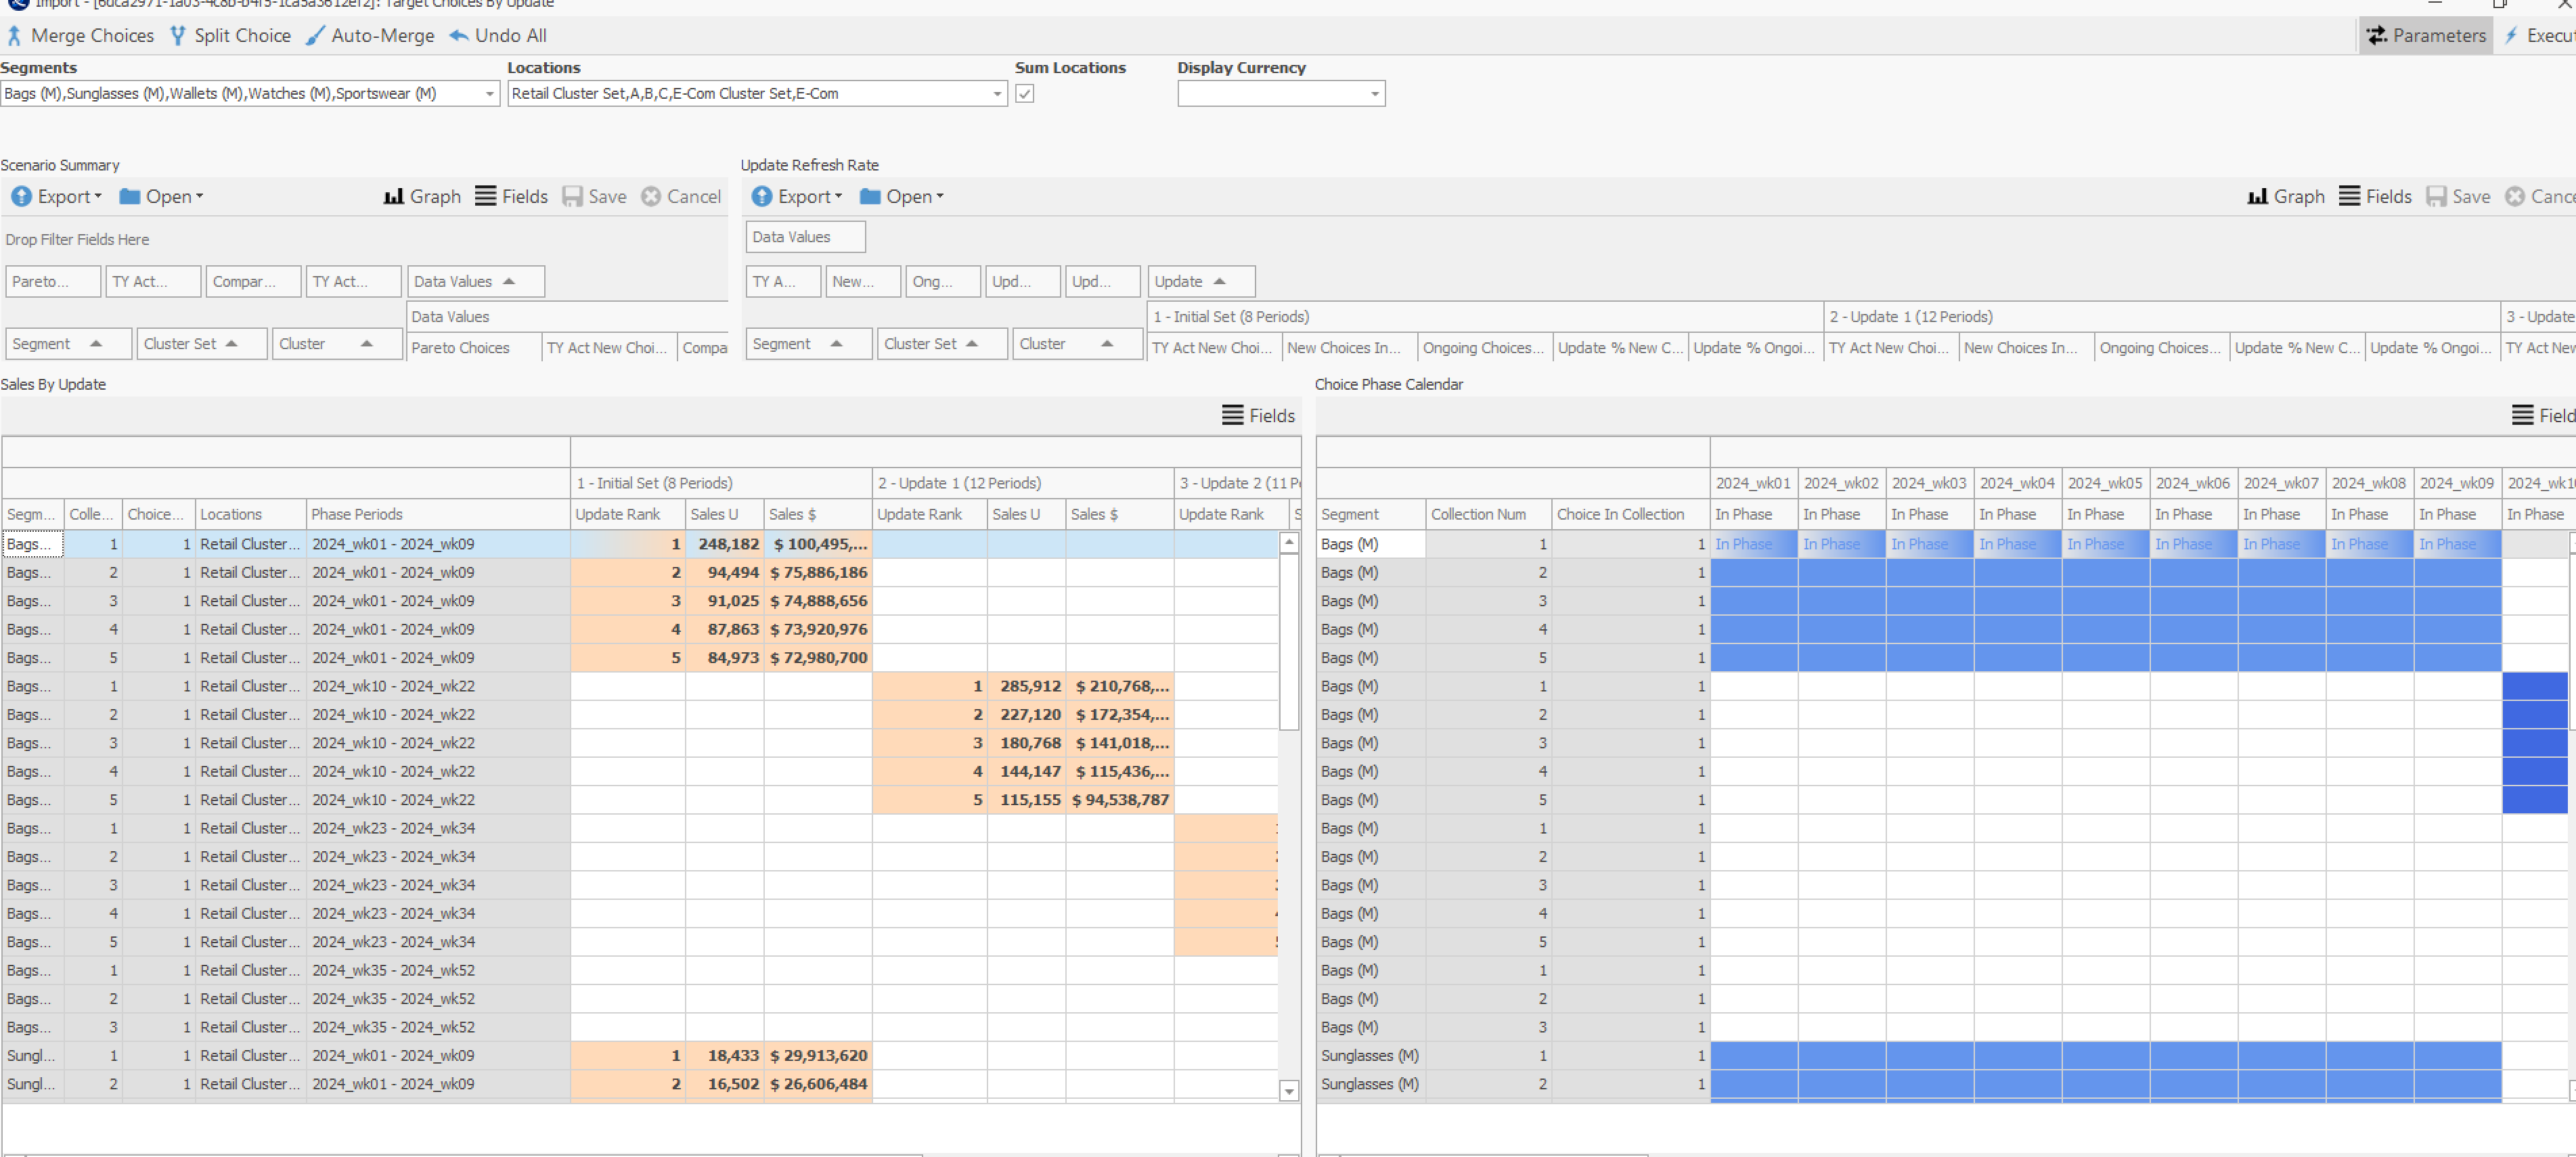 Import - [6dca2971-1a03-4c8b-b4f5-1ca5a3612ef2]: Target Choices By Update
Merge Choices Split Choice Auto-Merge Undo All Parameters Execut
Segments Locations Sum Locations Display Currency
Bags (M),Sunglasses (M),Wallets (M),Watches (M),Sportswear (M) Retail Cluster Set,A,B,C,E-Com Cluster Set,E-Com
Scenario Summary Update Refresh Rate
Export Open Graph Fields Save Cancel Export Open Graph Fields Save Cance
Drop Filter Fields Here Data Values
Pareto... TY Act... Compar... TY Act... Data Values TY A... New... Ong... Upd... Upd... Update
Data Values 1 - Initial Set (8 Periods) 2 - Update 1 (12 Periods) 3 - Update
Segment Cluster Set Cluster Pareto Choices TY Act New Choi... Compa Segment Cluster Set Cluster TY Act New Choi... New Choices In... Ongoing Choices... Update % New C... Update % Ongoi... TY Act New Choi... New Choices In... Ongoing Choices... Update % New C... Update % Ongoi... TY Act New
Sales By Update Choice Phase Calendar
Fields Field
1 - Initial Set (8 Periods) 2 - Update 1 (12 Periods) 3 - Update 2 (11 P 2024_wk01 2024_wk02 2024_wk03 2024_wk04 2024_wk05 2024_wk06 2024_wk07 2024_wk08 2024_wk09 2024_wk10
Segm... Colle... Choice... Locations Phase Periods Update Rank Sales U Sales $ Update Rank Sales U Sales $ Update Rank S Segment Collection Num Choice In Collection In Phase In Phase In Phase In Phase In Phase In Phase In Phase In Phase In Phase In Phase
Bags... 1 1 Retail Cluster... 2024_wk01 - 2024_wk09 1 248,182 $ 100,495,... Bags (M) 1 1 In Phase In Phase In Phase In Phase In Phase In Phase In Phase In Phase In Phase
Bags... 2 1 Retail Cluster... 2024_wk01 - 2024_wk09 2 94,494 $ 75,886,186 Bags (M) 2 1
Bags... 3 1 Retail Cluster... 2024_wk01 - 2024_wk09 3 91,025 $ 74,888,656 Bags (M) 3 1
Bags... 4 1 Retail Cluster... 2024_wk01 - 2024_wk09 4 87,863 $ 73,920,976 Bags (M) 4 1
Bags... 5 1 Retail Cluster... 2024_wk01 - 2024_wk09 5 84,973 $ 72,980,700 Bags (M) 5 1
Bags... 1 1 Retail Cluster... 2024_wk10 - 2024_wk22 1 285,912 $ 210,768,... Bags (M) 1 1
Bags... 2 1 Retail Cluster... 2024_wk10 - 2024_wk22 2 227,120 $ 172,354,... Bags (M) 2 1
Bags... 3 1 Retail Cluster... 2024_wk10 - 2024_wk22 3 180,768 $ 141,018,... Bags (M) 3 1
Bags... 4 1 Retail Cluster... 2024_wk10 - 2024_wk22 4 144,147 $ 115,436,... Bags (M) 4 1
Bags... 5 1 Retail Cluster... 2024_wk10 - 2024_wk22 5 115,155 $ 94,538,787 Bags (M) 5 1
Bags... 1 1 Retail Cluster... 2024_wk23 - 2024_wk34 Bags (M) 1 1
Bags... 2 1 Retail Cluster... 2024_wk23 - 2024_wk34 Bags (M) 2 1
Bags... 3 1 Retail Cluster... 2024_wk23 - 2024_wk34 Bags (M) 3 1
Bags... 4 1 Retail Cluster... 2024_wk23 - 2024_wk34 Bags (M) 4 1
Bags... 5 1 Retail Cluster... 2024_wk23 - 2024_wk34 Bags (M) 5 1
Bags... 1 1 Retail Cluster... 2024_wk35 - 2024_wk52 Bags (M) 1 1
Bags... 2 1 Retail Cluster... 2024_wk35 - 2024_wk52 Bags (M) 2 1
Bags... 3 1 Retail Cluster... 2024_wk35 - 2024_wk52 Bags (M) 3 1
Sungl... 1 1 Retail Cluster... 2024_wk01 - 2024_wk09 1 18,433 $ 29,913,620 Sunglasses (M) 1 1
Sungl... 2 1 Retail Cluster... 2024_wk01 - 2024_wk09 2 16,502 $ 26,606,484 Sunglasses (M) 2 1